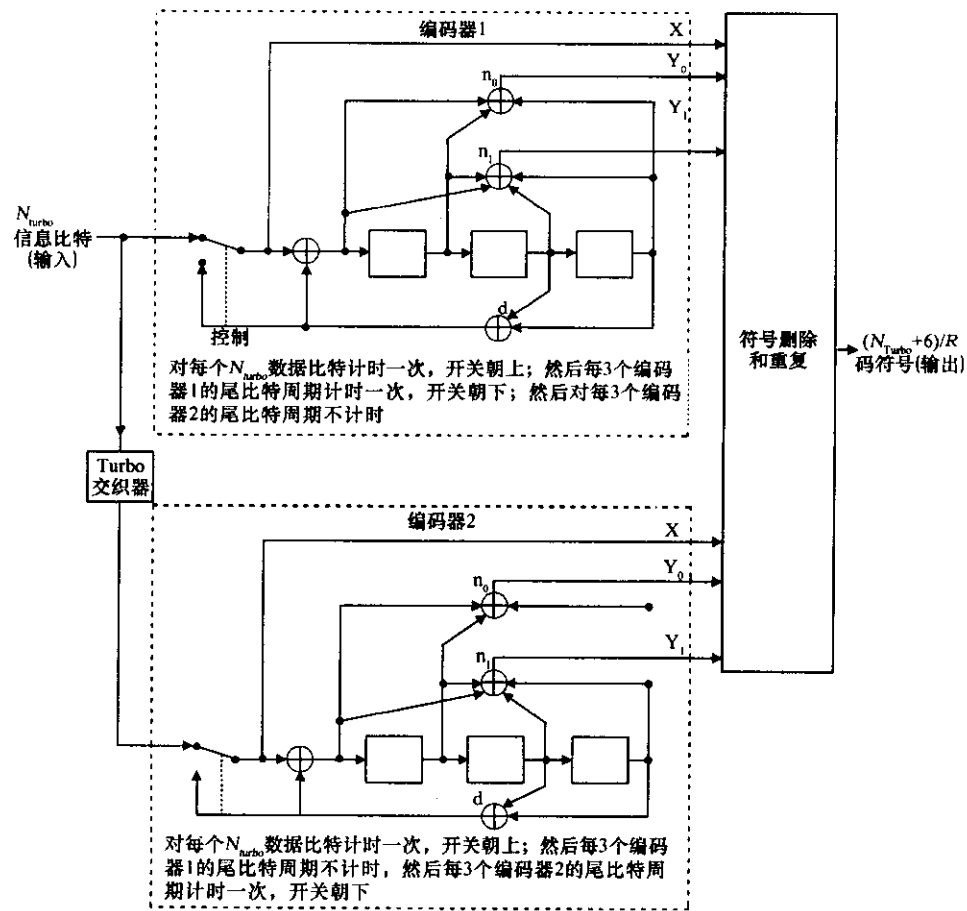 编码器1
X
Y₀
n₀
Y₁
n₁
N_turbo
信息比特
(输入)
d
控制
对每个N_turbo数据比特计时一次，开关朝上；然后每3个编码
器1的尾比特周期计时一次，开关朝下；然后对每3个编码
器2的尾比特周期不计时
符号删除
和重复
(N_Turbo+6)/R
码符号(输出)
Turbo
交织器
编码器2
X
Y₀
n₀
Y₁
n₁
d
对每个N_turbo数据比特计时一次，开关朝上；然后每3个编码
器1的尾比特周期不计时，然后每3个编码器2的尾比特周
期计时一次，开关朝下